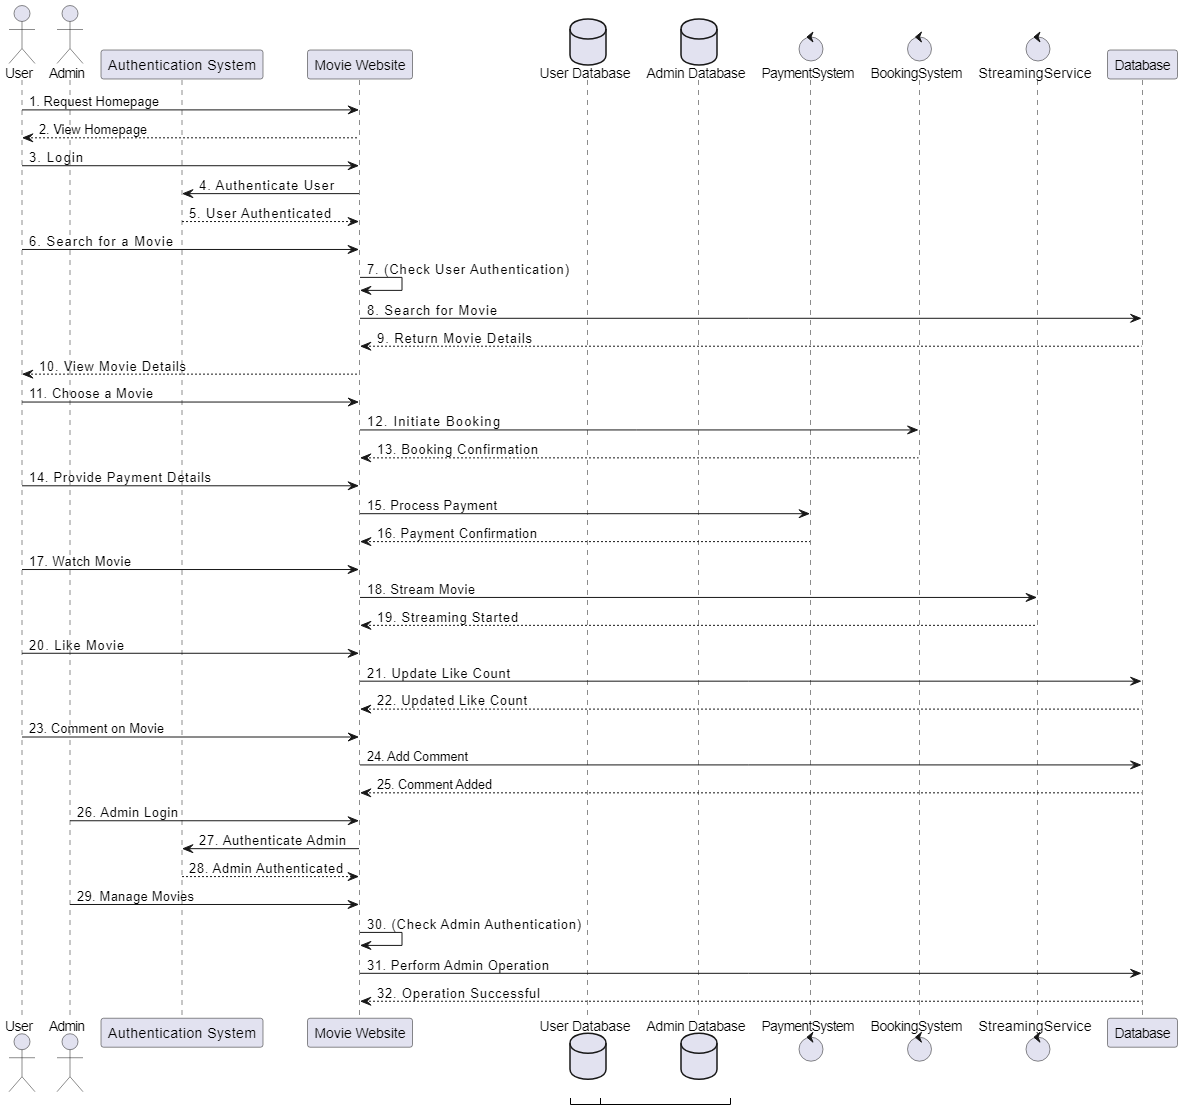 User
Admin
Authentication System
Movie Website
User Database
Admin Database
PaymentSystem
BookingSystem
StreamingService
Database
1. Request Homepage
2. View Homepage
3. Login
4. Authenticate User
5. User Authenticated
6. Search for a Movie
7. (Check User Authentication)
8. Search for Movie
9. Return Movie Details
10. View Movie Details
11. Choose a Movie
12. Initiate Booking
13. Booking Confirmation
14. Provide Payment Details
15. Process Payment
16. Payment Confirmation
17. Watch Movie
18. Stream Movie
19. Streaming Started
20. Like Movie
21. Update Like Count
22. Updated Like Count
23. Comment on Movie
24. Add Comment
25. Comment Added
26. Admin Login
27. Authenticate Admin
28. Admin Authenticated
29. Manage Movies
30. (Check Admin Authentication)
31. Perform Admin Operation
32. Operation Successful
User
Admin
Authentication System
Movie Website
User Database
Admin Database
PaymentSystem
BookingSystem
StreamingService
Database